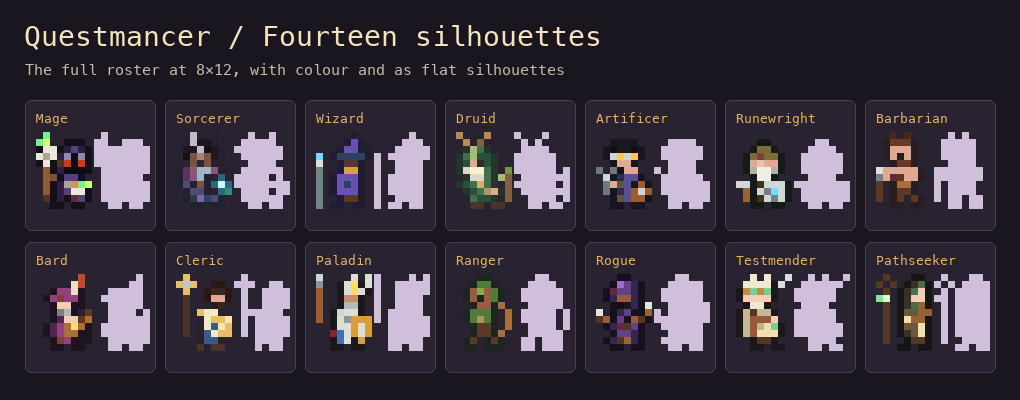 Questmancer / Fourteen silhouettes
The full roster at 8×12, with colour and as flat silhouettes
Mage Sorcerer Wizard Druid Artificer Runewright Barbarian
Bard Cleric Paladin Ranger Rogue Testmender Pathseeker